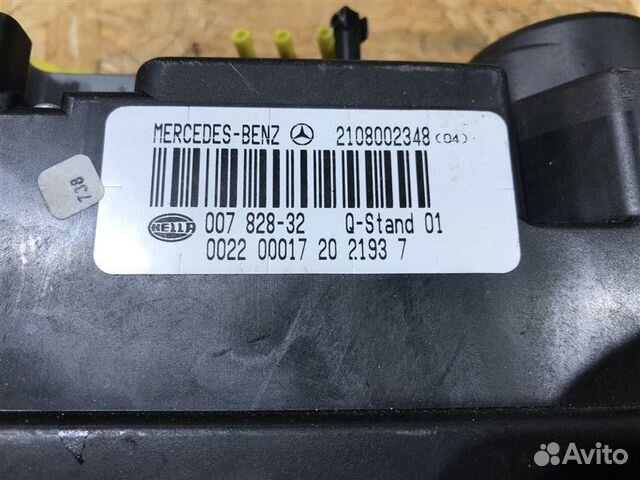 MERCEDES-BENZ 2108002348 (04)
HELLA 007 828-32 Q-Stand 01
0022 00017 20 2193 7
738
Avito